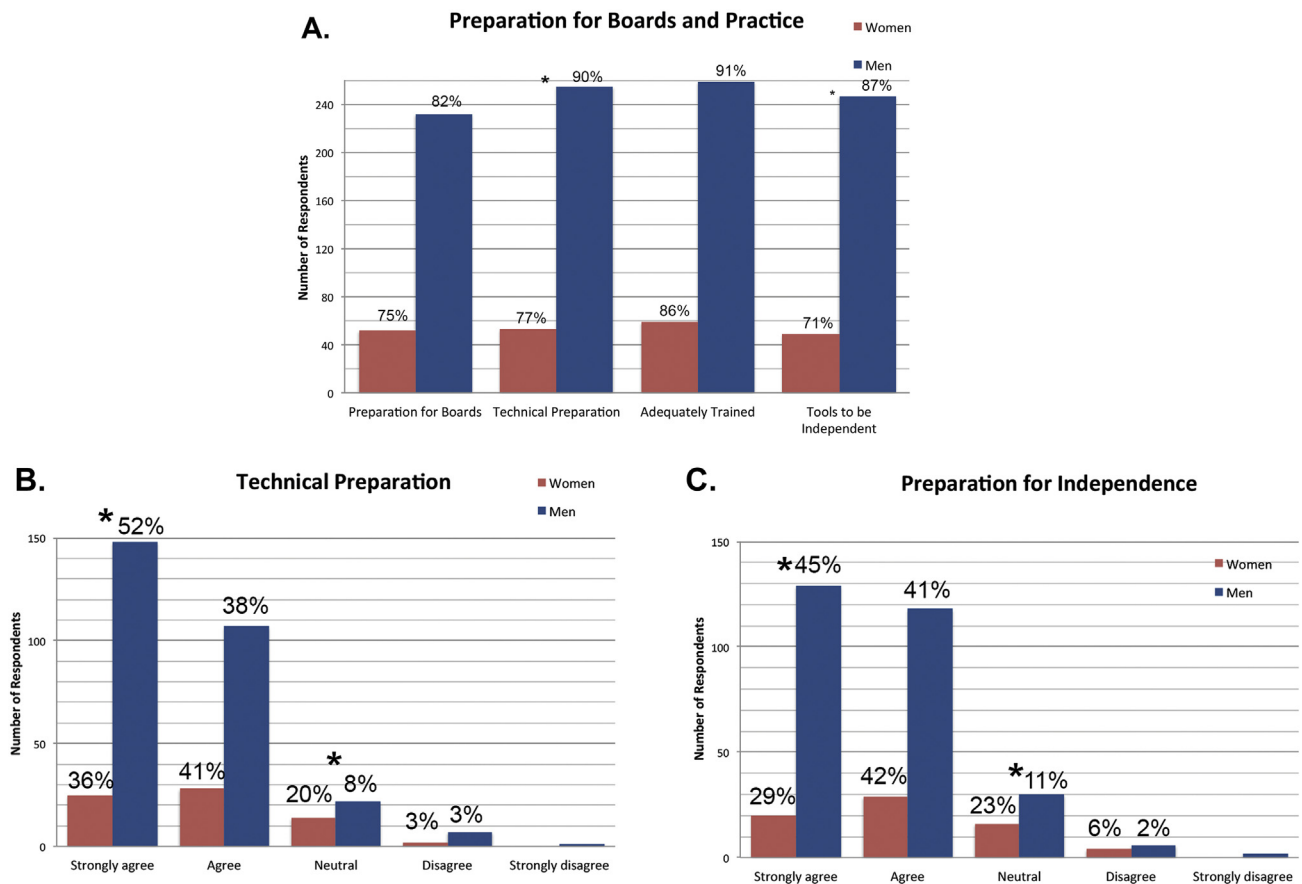 A.
Preparation for Boards and Practice
Women
Men
Number of Respondents
240
200
160
120
80
40
0
75%
82%
77%
* 90%
86%
91%
71%
* 87%
Preparation for Boards
Technical Preparation
Adequately Trained
Tools to be
Independent
B.
Technical Preparation
Women
Men
Number of Respondents
150
100
50
0
36%
* 52%
41%
38%
20%
* 8%
3%
3%
Strongly agree
Agree
Neutral
Disagree
Strongly disagree
C.
Preparation for Independence
Women
Men
Number of Respondents
150
100
50
0
29%
*45%
42%
41%
23%
*11%
6%
2%
Strongly agree
Agree
Neutral
Disagree
Strongly disagree